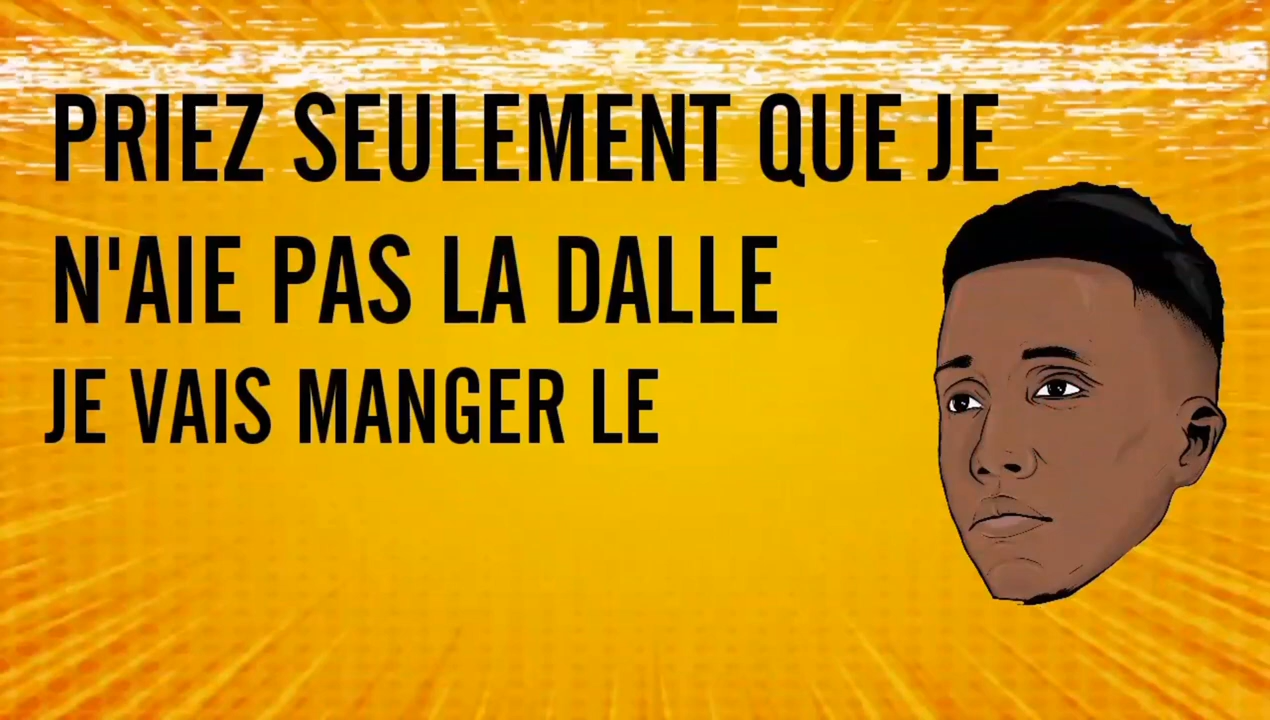 PRIEZ SEULEMENT QUE JE
N'AIE PAS LA DALLE
JE VAIS MANGER LE